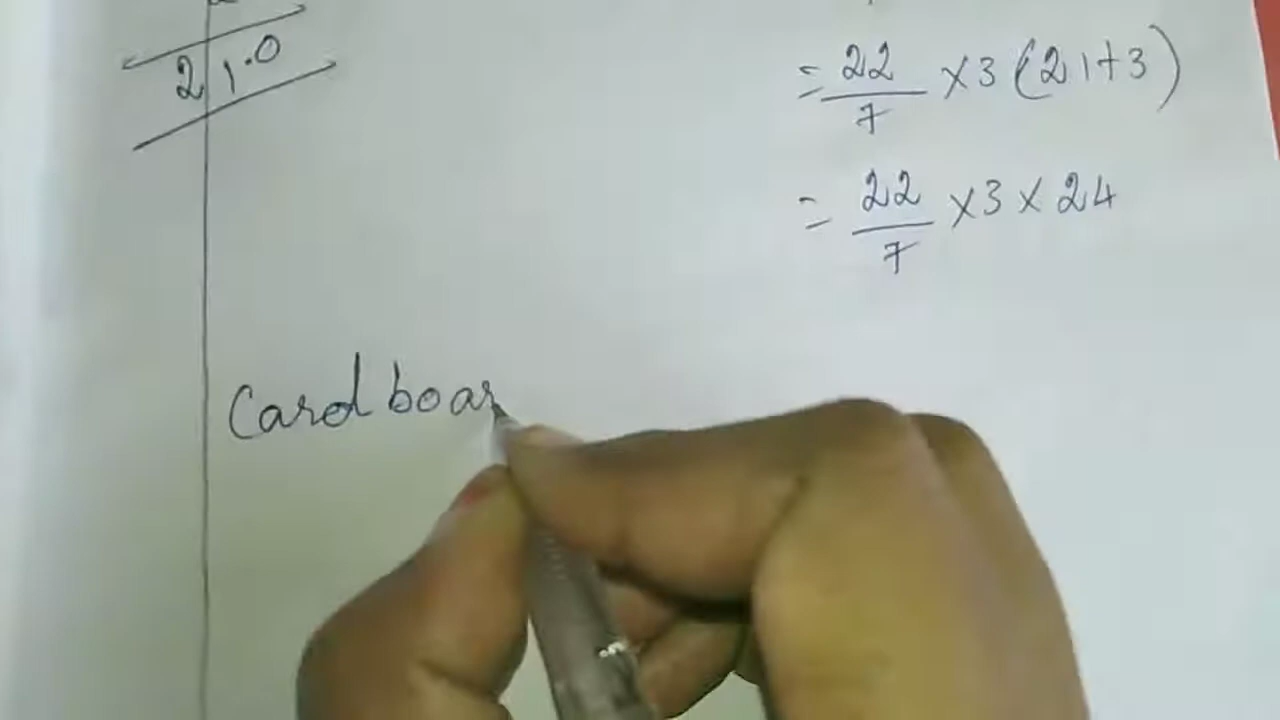 2 1.0
= 22/7 × 3 (21+3)
= 22/7 × 3 × 24
Cardboar